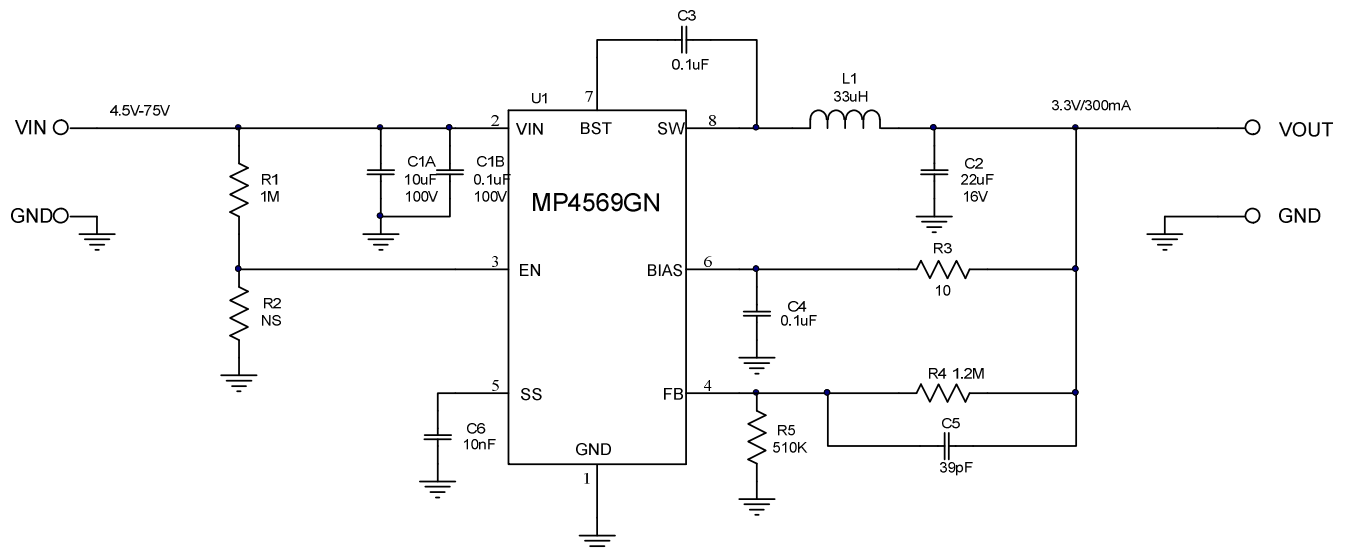 C3
0.1uF
L1
33uH
4.5V-75V
U1
7
3.3V/300mA
VIN
2
VIN
BST
SW
8
VOUT
R1
1M
C1A
10uF
100V
C1B
0.1uF
100V
MP4569GN
C2
22uF
16V
GND
GND
R3
10
3
EN
BIAS
6
R2
NS
C4
0.1uF
5
SS
FB
4
R4 1.2M
C6
10nF
R5
510K
C5
39pF
GND
1